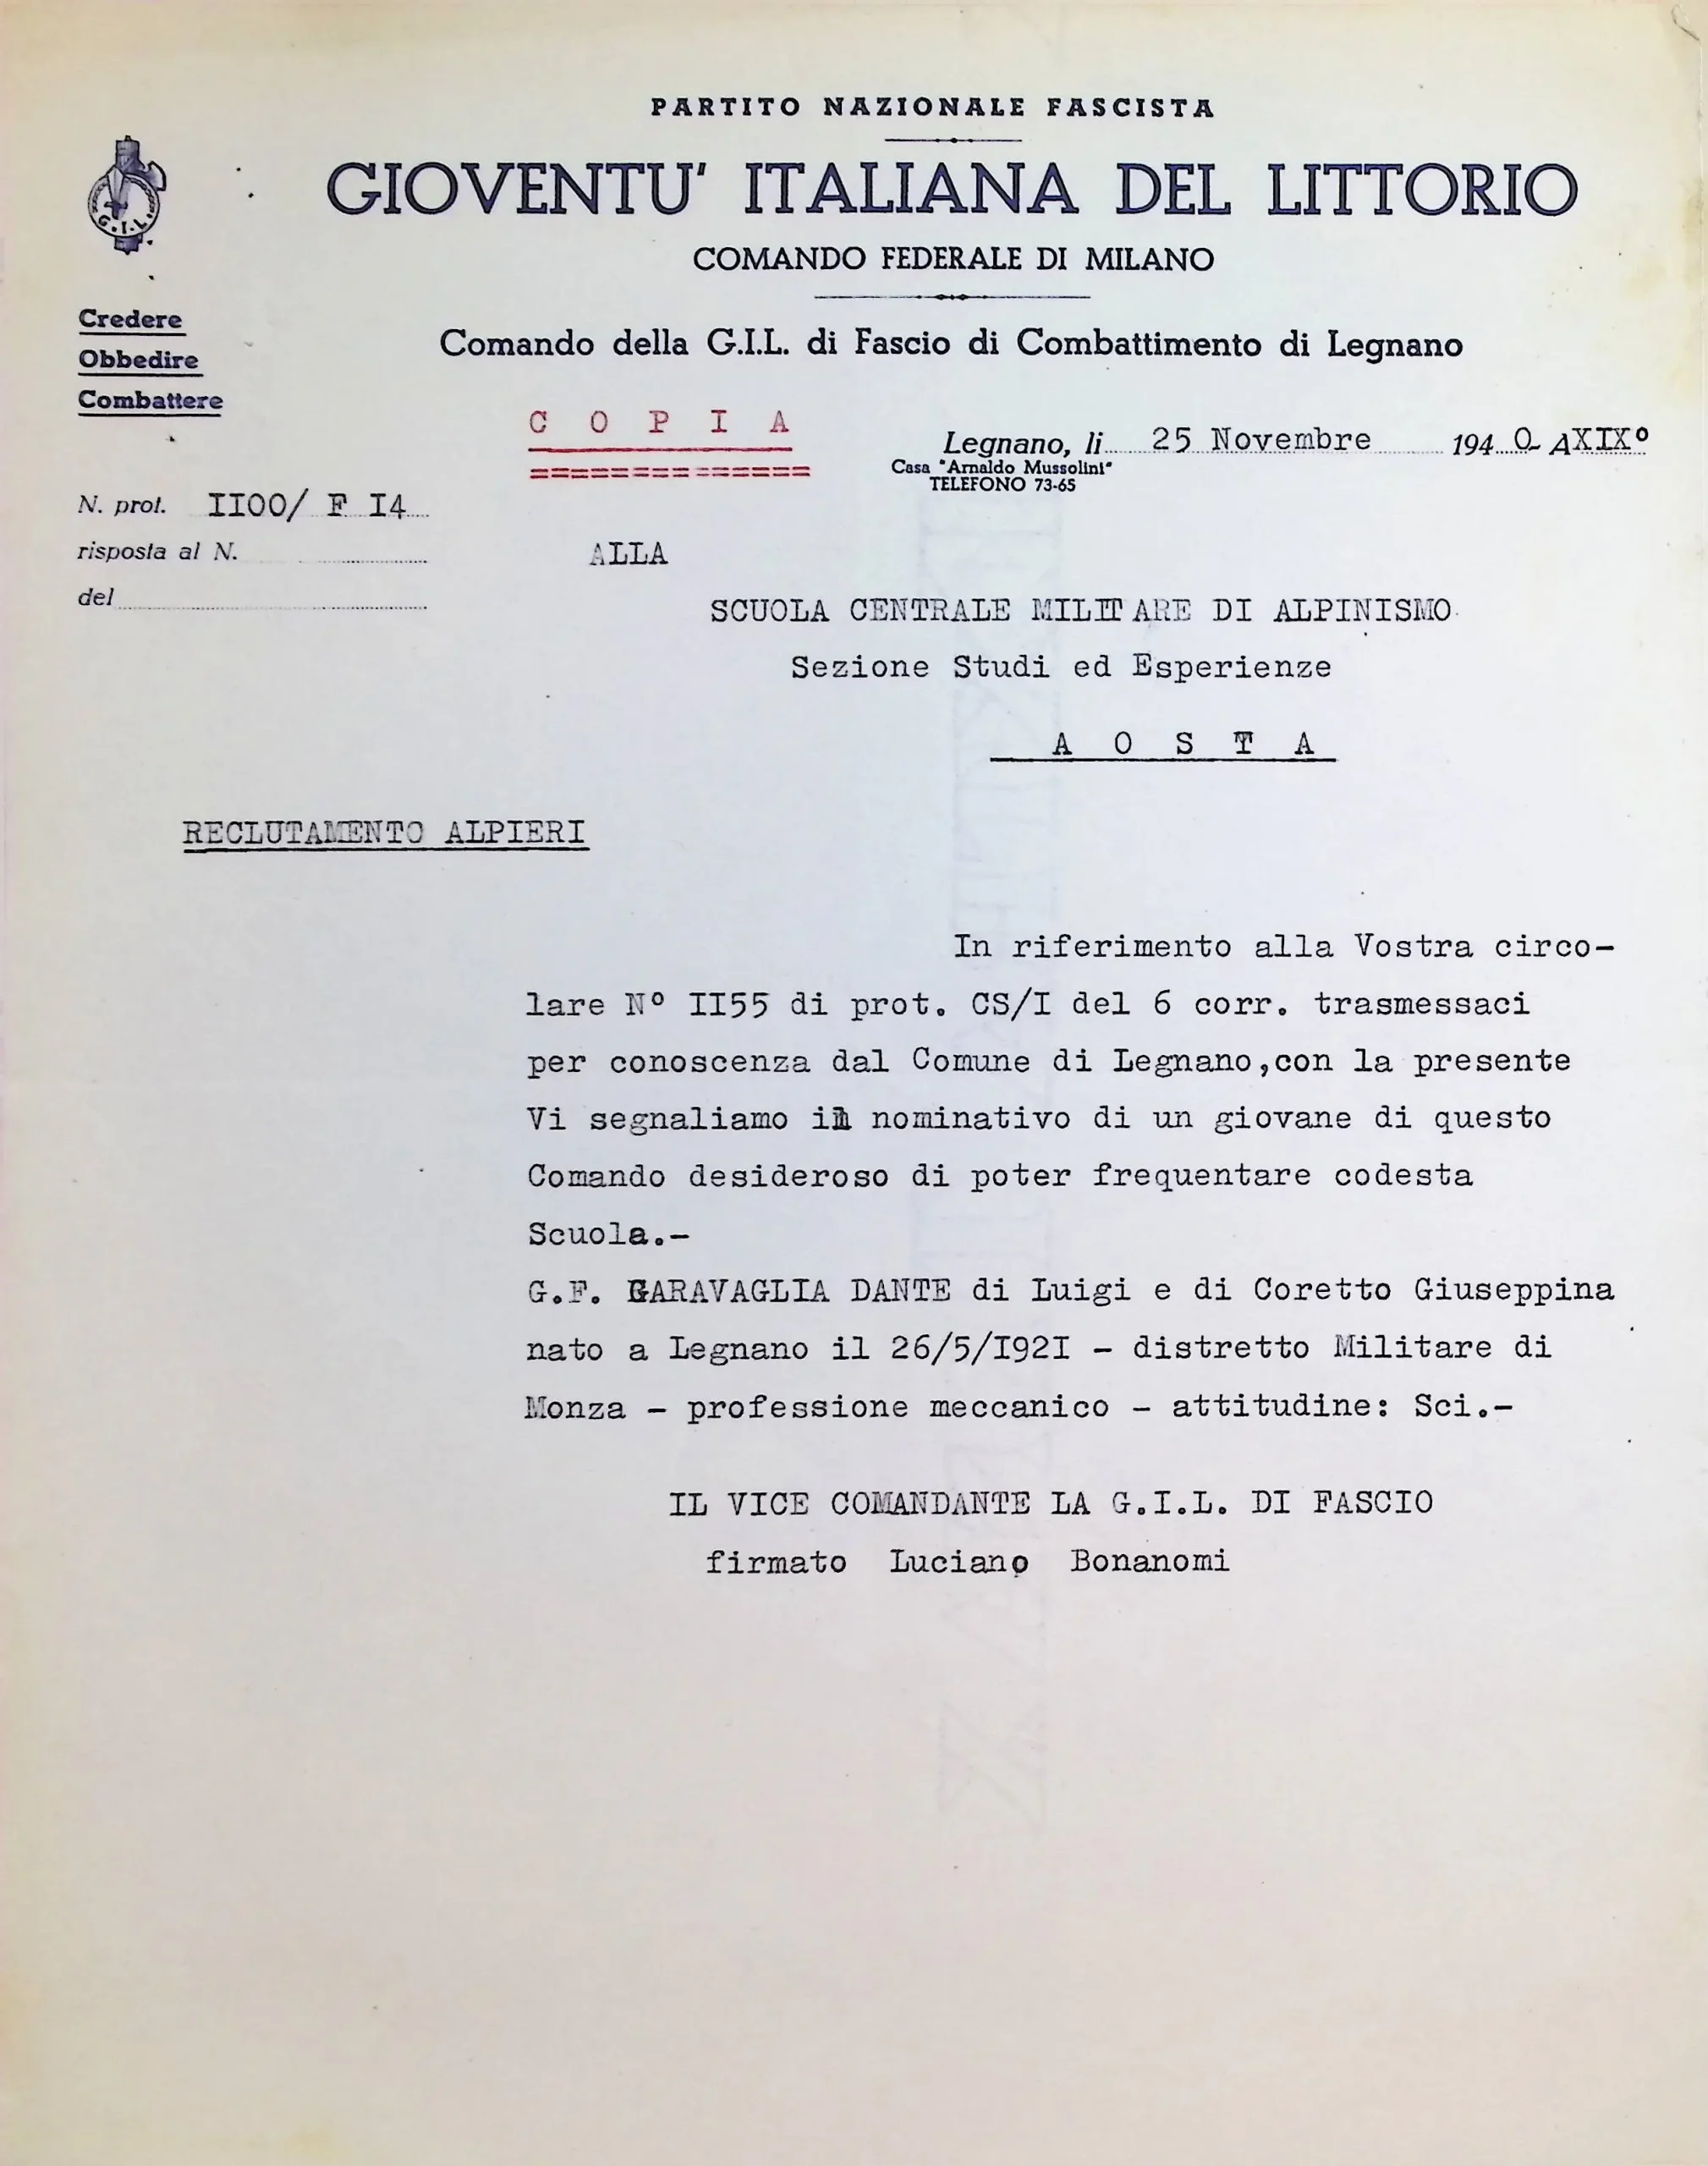 PARTITO NAZIONALE FASCISTA
GIOVENTU' ITALIANA DEL LITTORIO
COMANDO FEDERALE DI MILANO
G.I.L.
Credere
Obbedire
Combattere
Comando della G.I.L. di Fascio di Combattimento di Legnano
C O P I A
==============
Legnano, li 25 Novembre 194 0 AXIXº
Casa "Arnaldo Mussolini"
TELEFONO 73-65
N. prot. II00/ F I4
risposta al N.
del
ALLA
SCUOLA CENTRALE MILITARE DI ALPINISMO
Sezione Studi ed Esperienze
A O S T A
RECLUTAMENTO ALPIERI
In riferimento alla Vostra circo-
lare Nº II55 di prot. CS/I del 6 corr. trasmessaci
per conoscenza dal Comune di Legnano,con la presente
Vi segnaliamo il nominativo di un giovane di questo
Comando desideroso di poter frequentare codesta
Scuola.-
G.F. GARAVAGLIA DANTE di Luigi e di Coretto Giuseppina
nato a Legnano il 26/5/I92I - distretto Militare di
Monza - professione meccanico - attitudine: Sci.-
IL VICE COMANDANTE LA G.I.L. DI FASCIO
firmato Luciano Bonanomi